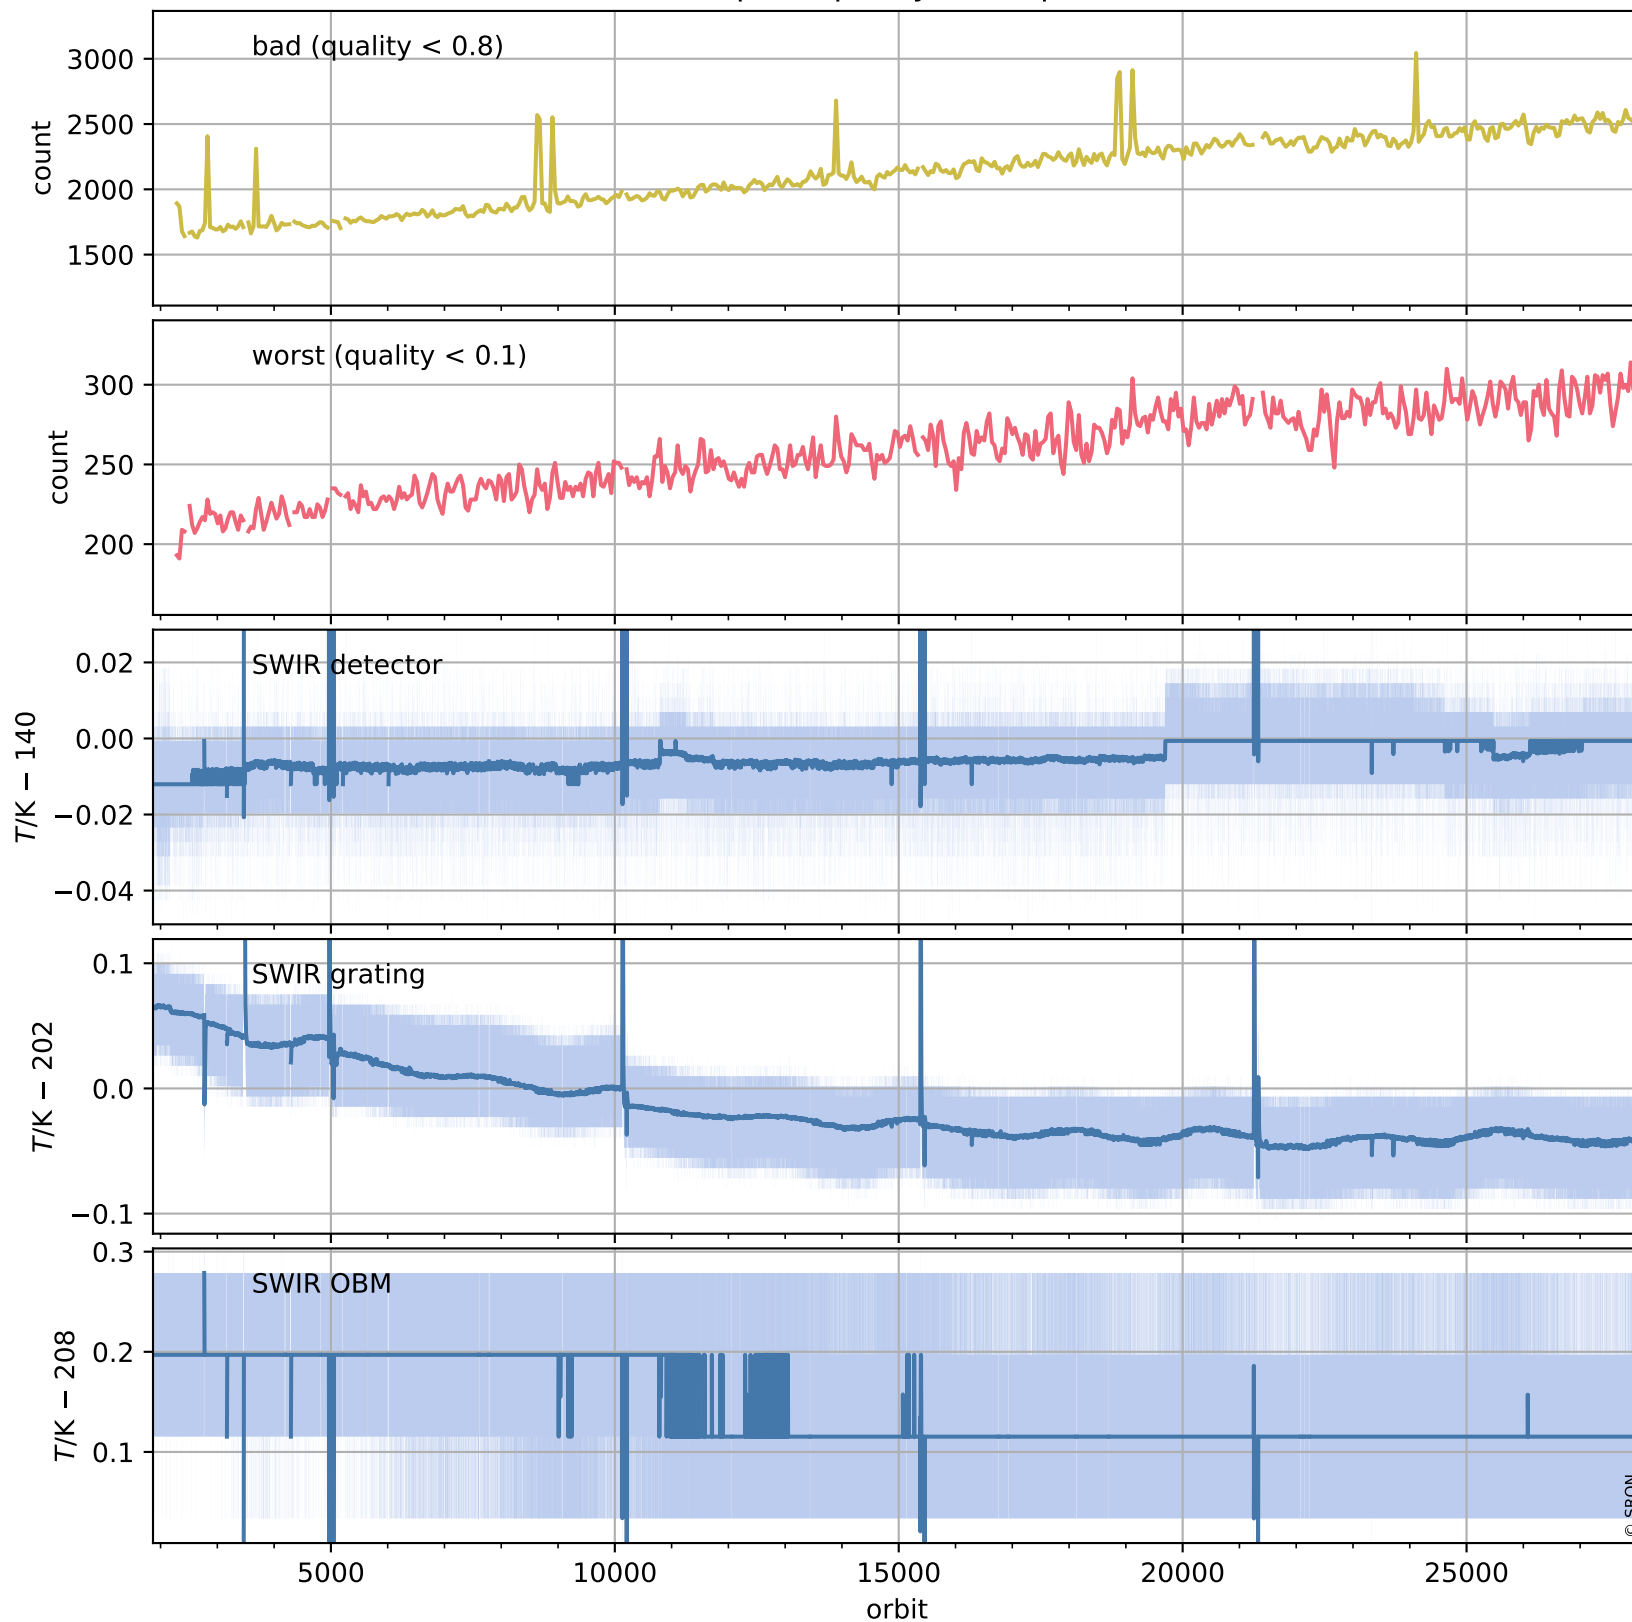 bad (quality < 0.8)
3000
2500
2000
1500
count
worst (quality < 0.1)
300
250
200
count
SWIR detector
0.02
0.00
−0.02
−0.04
T/K − 140
SWIR grating
0.1
0.0
−0.1
T/K − 202
SWIR OBM
0.3
0.2
0.1
T/K − 208
© SRON
5000 10000 15000 20000 25000
orbit